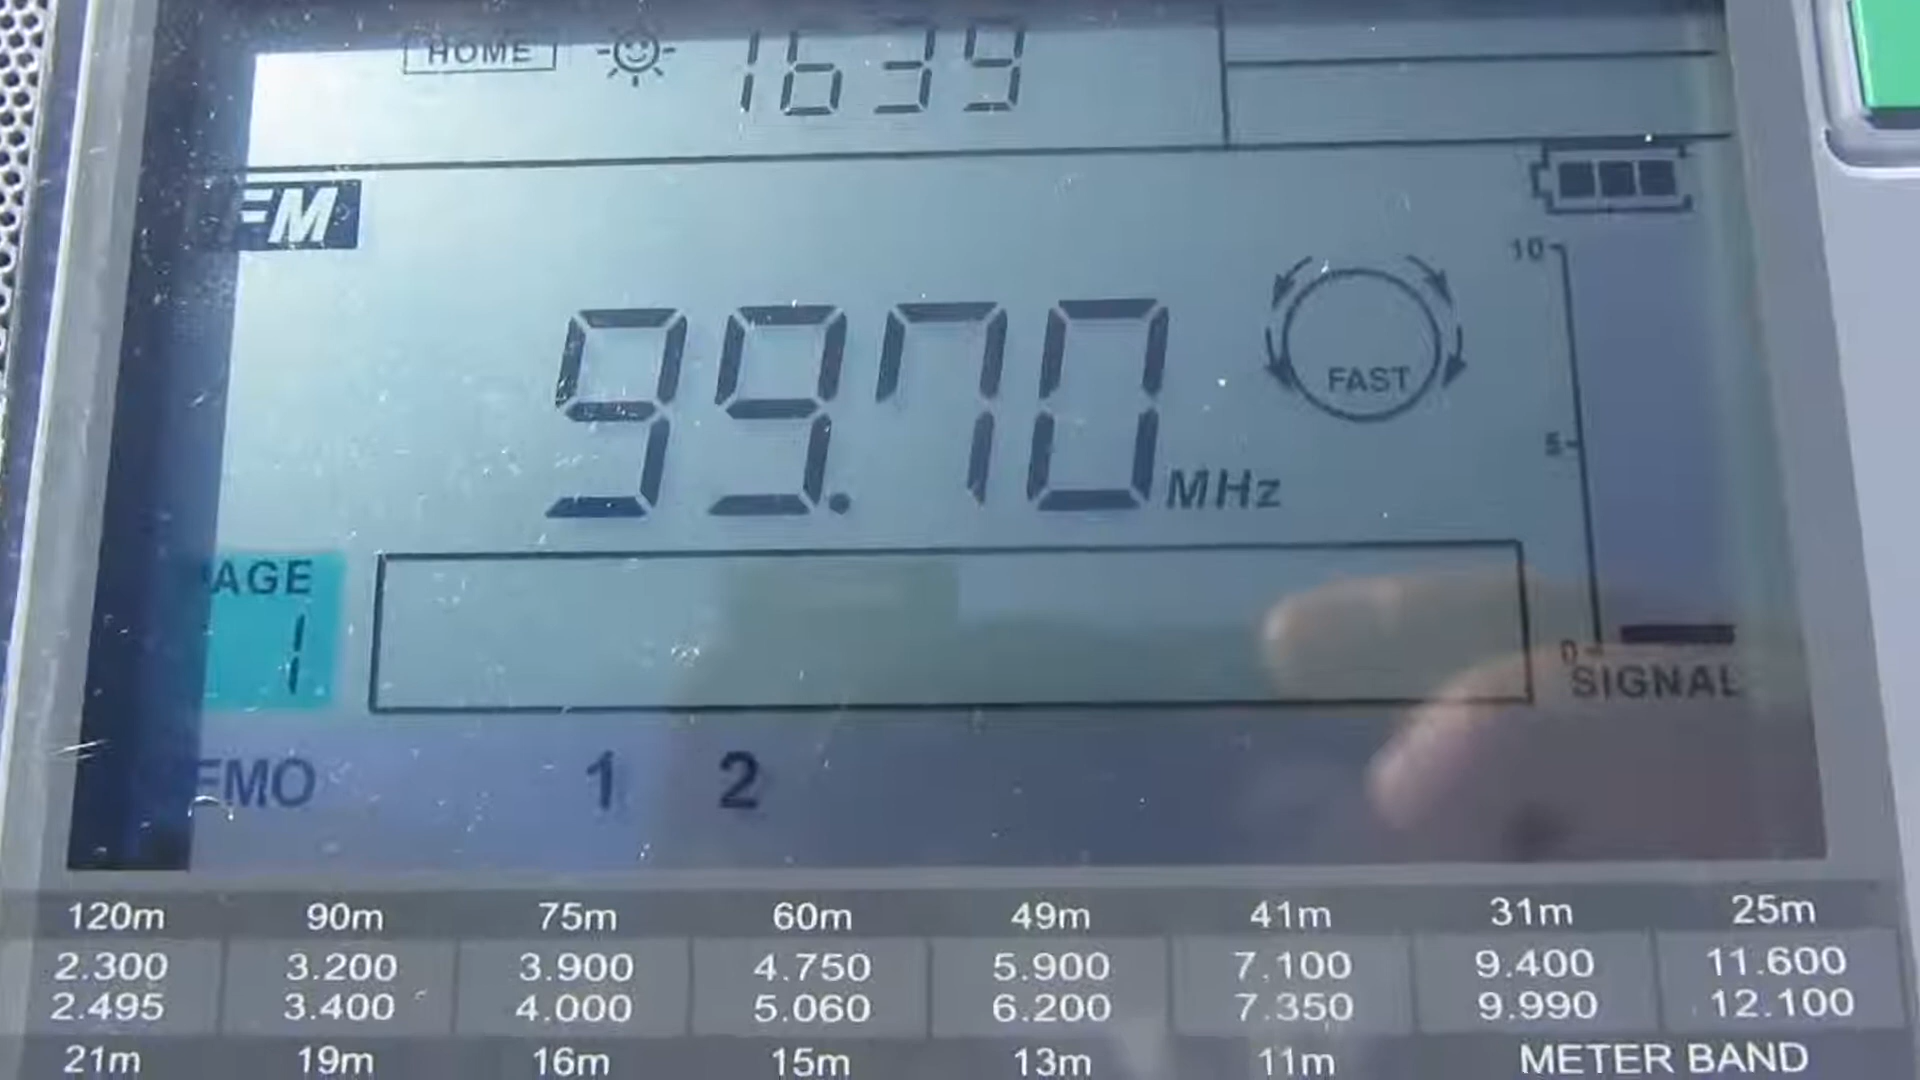 HOME 1639
FM
10
99.70 MHz
FAST
5
PAGE
1
0
SIGNAL
MEMO 1 2
120m 90m 75m 60m 49m 41m 31m 25m
2.300 3.200 3.900 4.750 5.900 7.100 9.400 11.600
2.495 3.400 4.000 5.060 6.200 7.350 9.990 12.100
21m 19m 16m 15m 13m 11m METER BAND